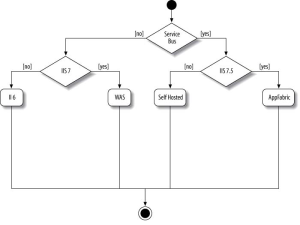 Service
Bus
[no]
[yes]
IIS 7
[no]
[yes]
IIS 7.5
[no]
[yes]
II 6
WAS
Self Hosted
AppFabric